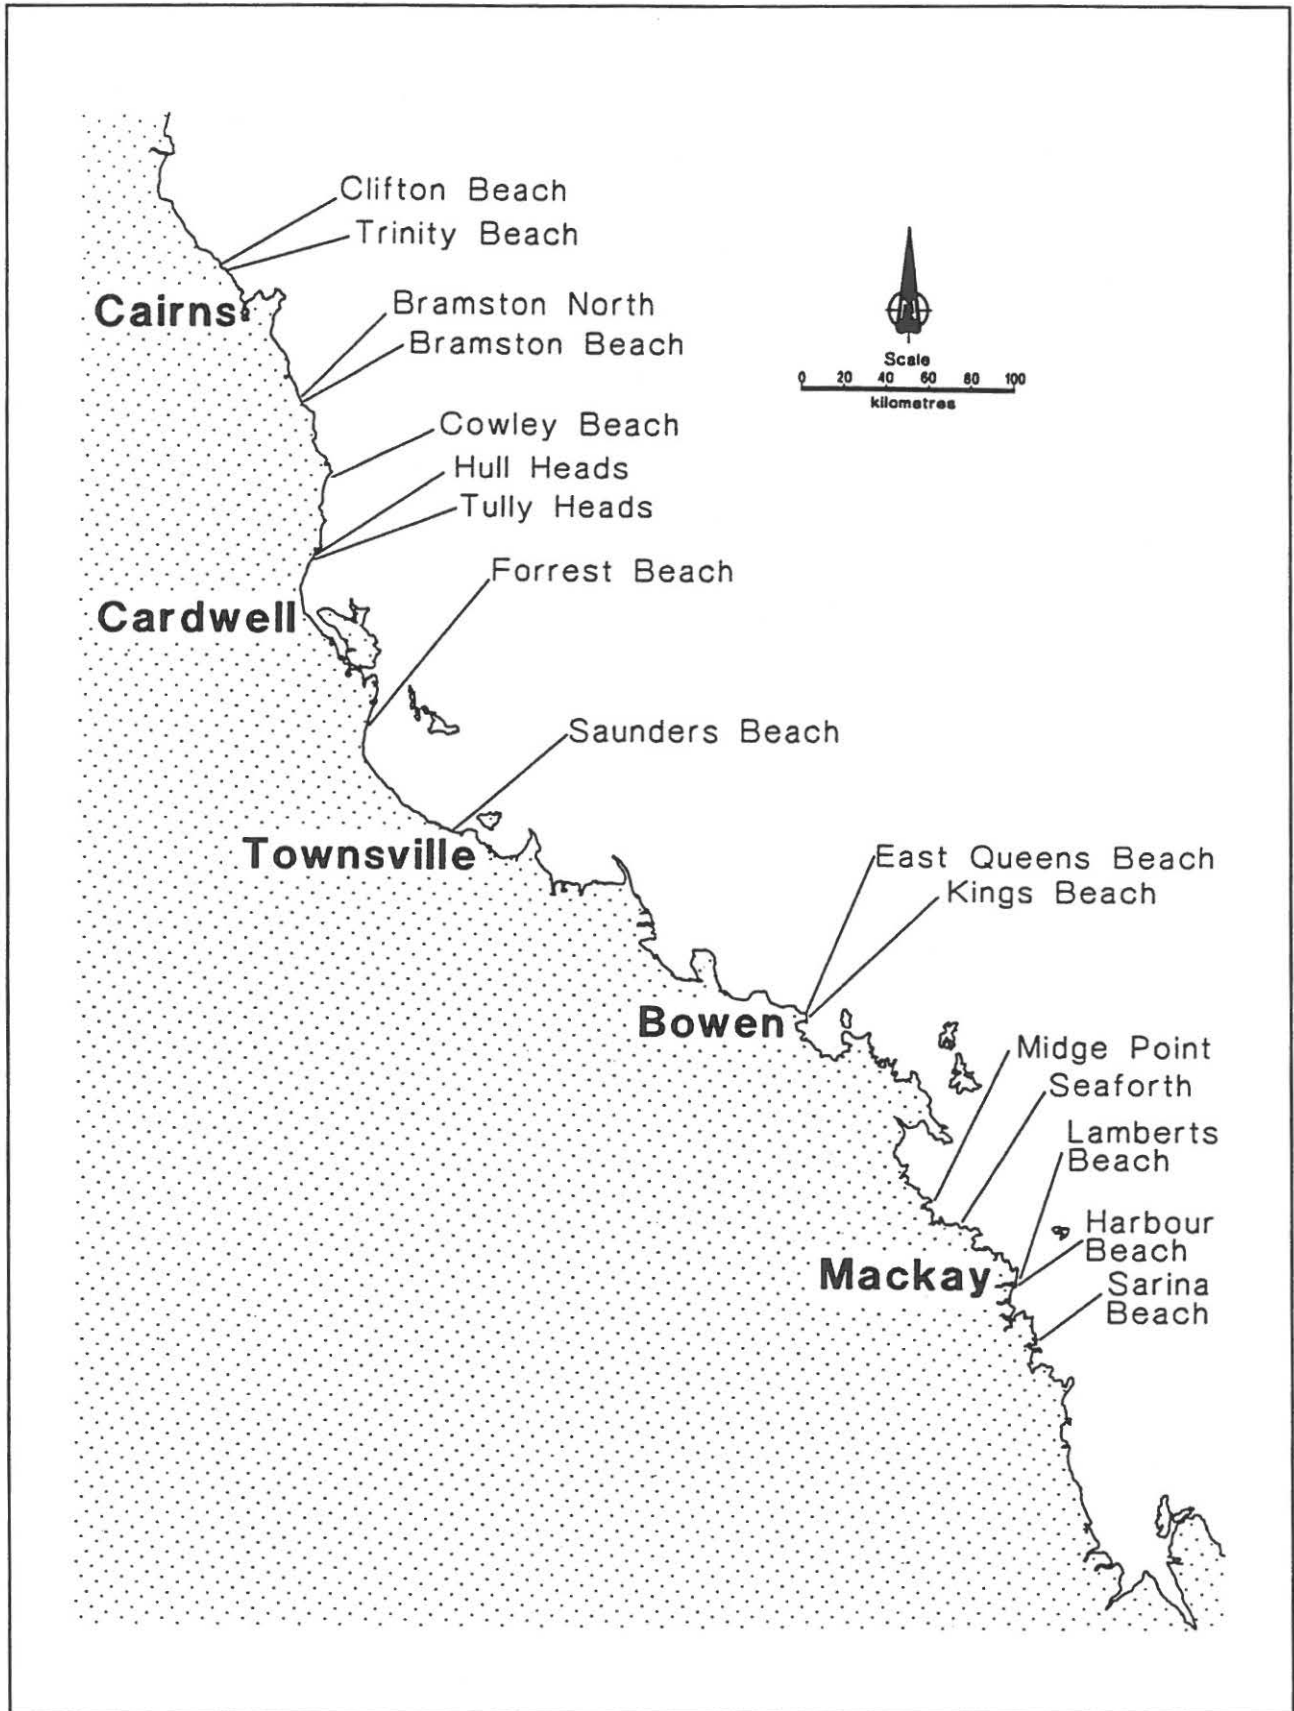 Clifton Beach
Trinity Beach
Cairns
Bramston North
Bramston Beach
Scale
0 20 40 60 80 100
kilometres
Cowley Beach
Hull Heads
Tully Heads
Forrest Beach
Cardwell
Saunders Beach
Townsville
East Queens Beach
Kings Beach
Bowen
Midge Point
Seaforth
Lamberts
Beach
Harbour
Beach
Mackay
Sarina
Beach